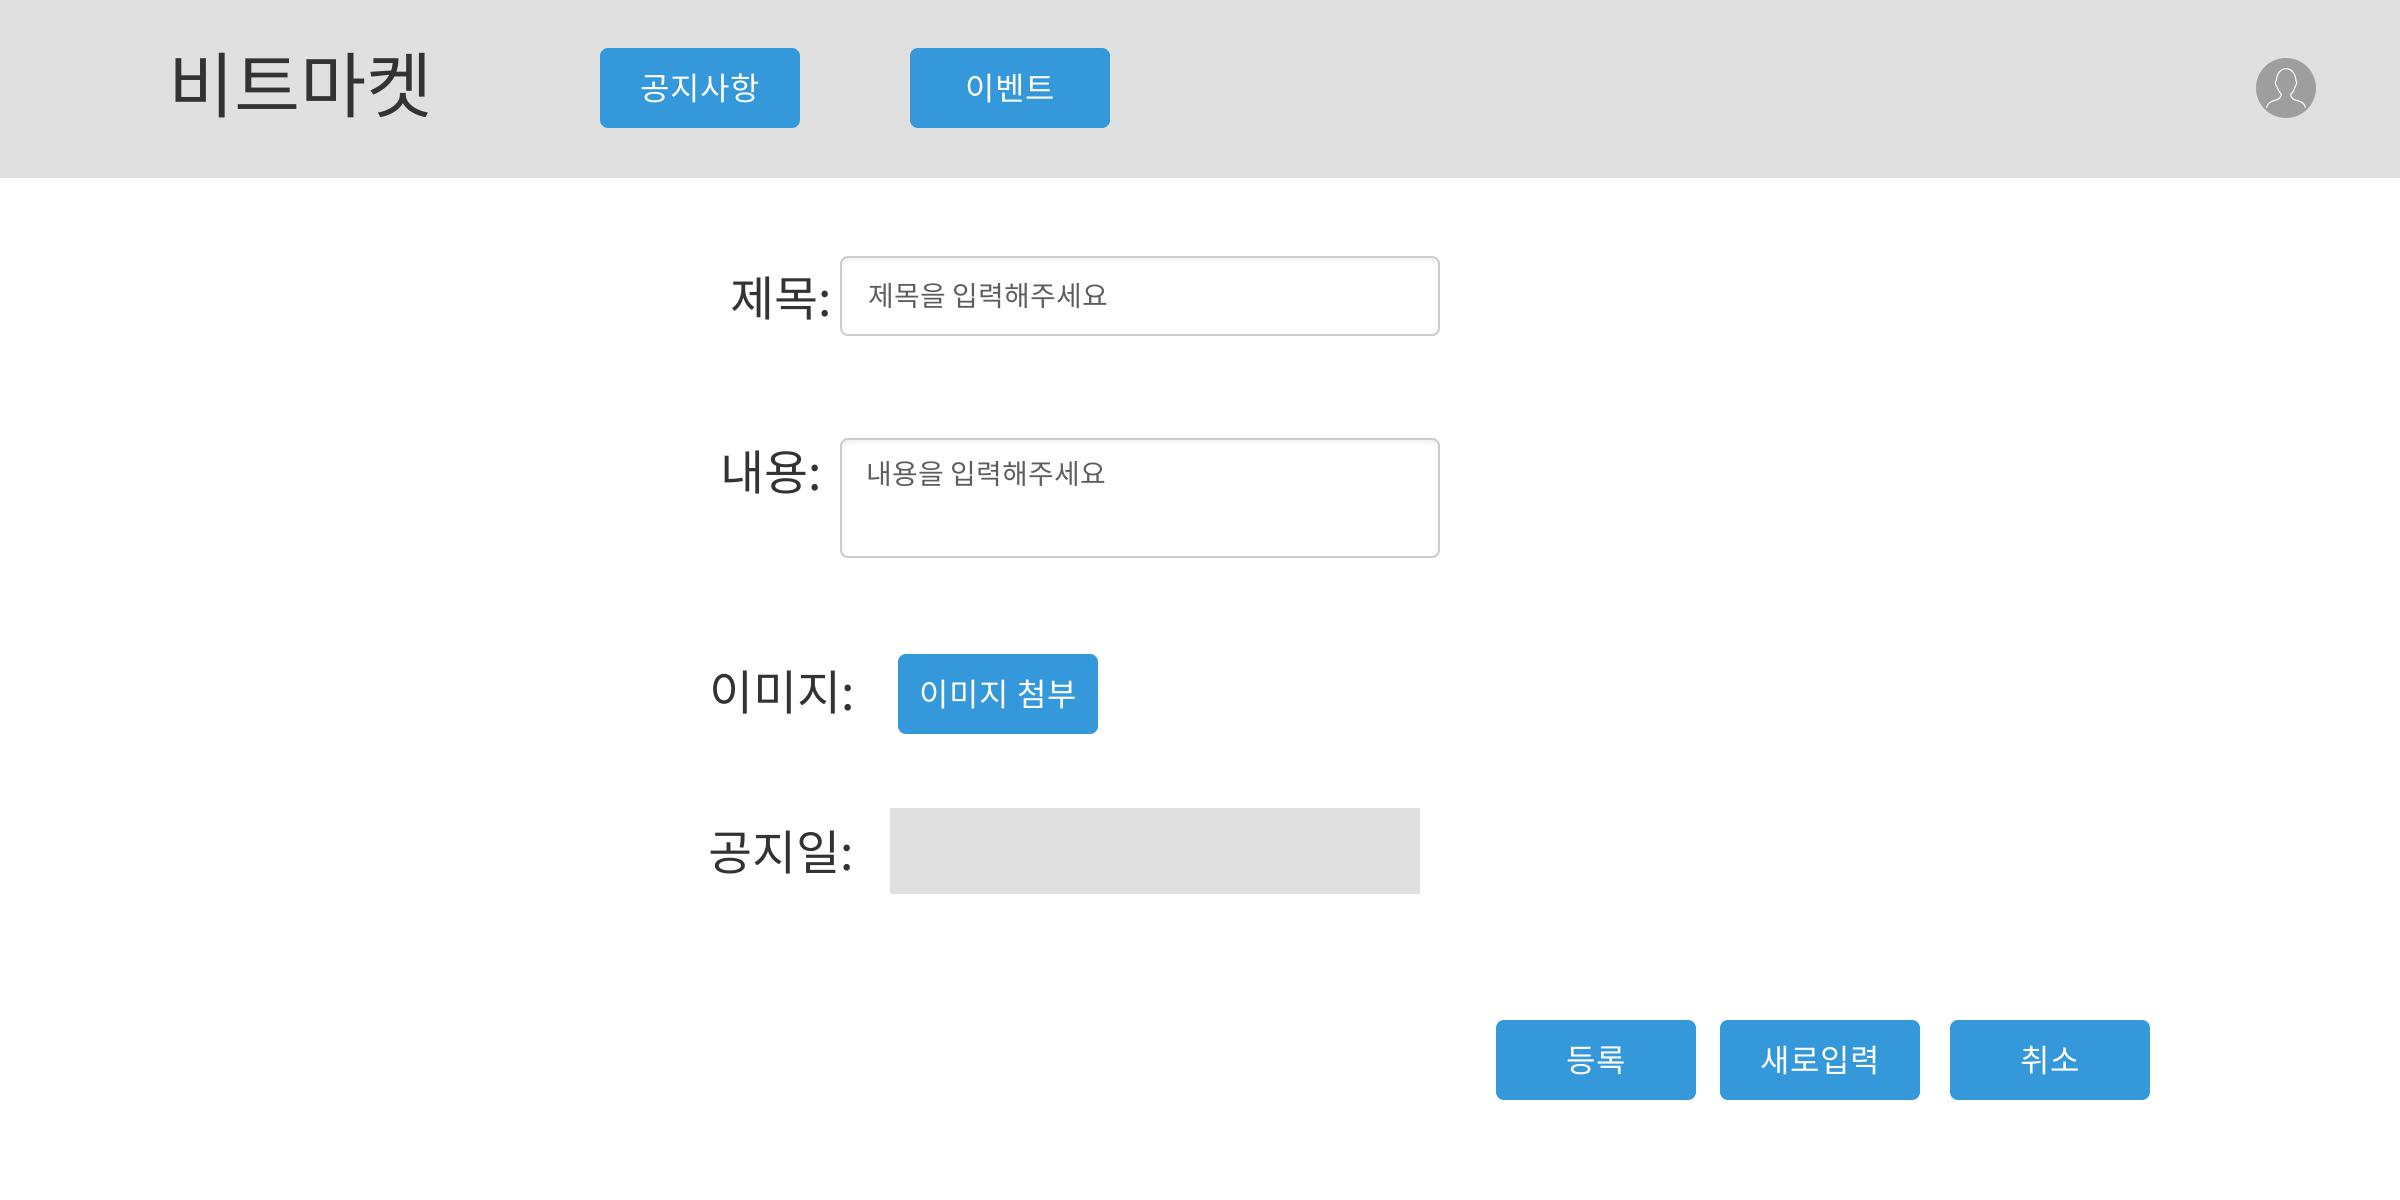 비트마켓
공지사항
이벤트
제목:
제목을 입력해주세요
내용:
내용을 입력해주세요
이미지:
이미지 첨부
공지일:
등록
새로입력
취소